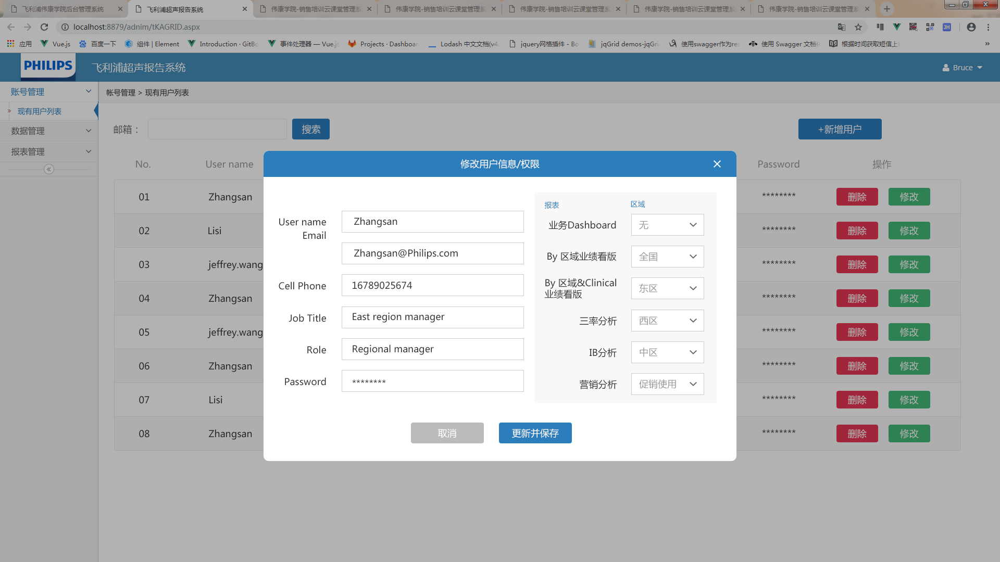 飞利浦伟康学院后台管理系统
飞利浦超声报告系统
伟康学院-销售培训云课堂管理系
伟康学院-销售培训云课堂管理系
伟康学院-销售培训云课堂管理系
伟康学院-销售培训云课堂管理系
伟康学院-销售培训云课堂管理系
localhost:8879/adnim/tKAGRID.aspx
应用
Vue.js
百度一下
组件 | Element
Introduction · GitBo
事件处理器 — Vue.js
Projects · Dashboar
Lodash 中文文档(v4.
jquery网格插件 - Bo
jqGrid demos-jqGri
使用swagger作为res
使用 Swagger 文档化
根据时间获取短信上
»
PHILIPS
飞利浦超声报告系统
Bruce
账号管理
现有用户列表
数据管理
报表管理
帐号管理 > 现有用户列表
邮箱：
搜索
+新增用户
No.
User name
Password
操作
01
Zhangsan
********
删除
修改
02
Lisi
********
删除
修改
03
jeffrey.wang
********
删除
修改
04
Zhangsan
********
删除
修改
05
jeffrey.wang
********
删除
修改
06
Zhangsan
********
删除
修改
07
Lisi
********
删除
修改
08
Zhangsan
********
删除
修改
修改用户信息/权限
User name
Zhangsan
Email
Zhangsan@Philips.com
Cell Phone
16789025674
Job Title
East region manager
Role
Regional manager
Password
********
报表
区域
业务Dashboard
无
By 区域业绩看版
全国
By 区域&Clinical
业绩看版
东区
三率分析
西区
IB分析
中区
营销分析
促销使用
取消
更新并保存